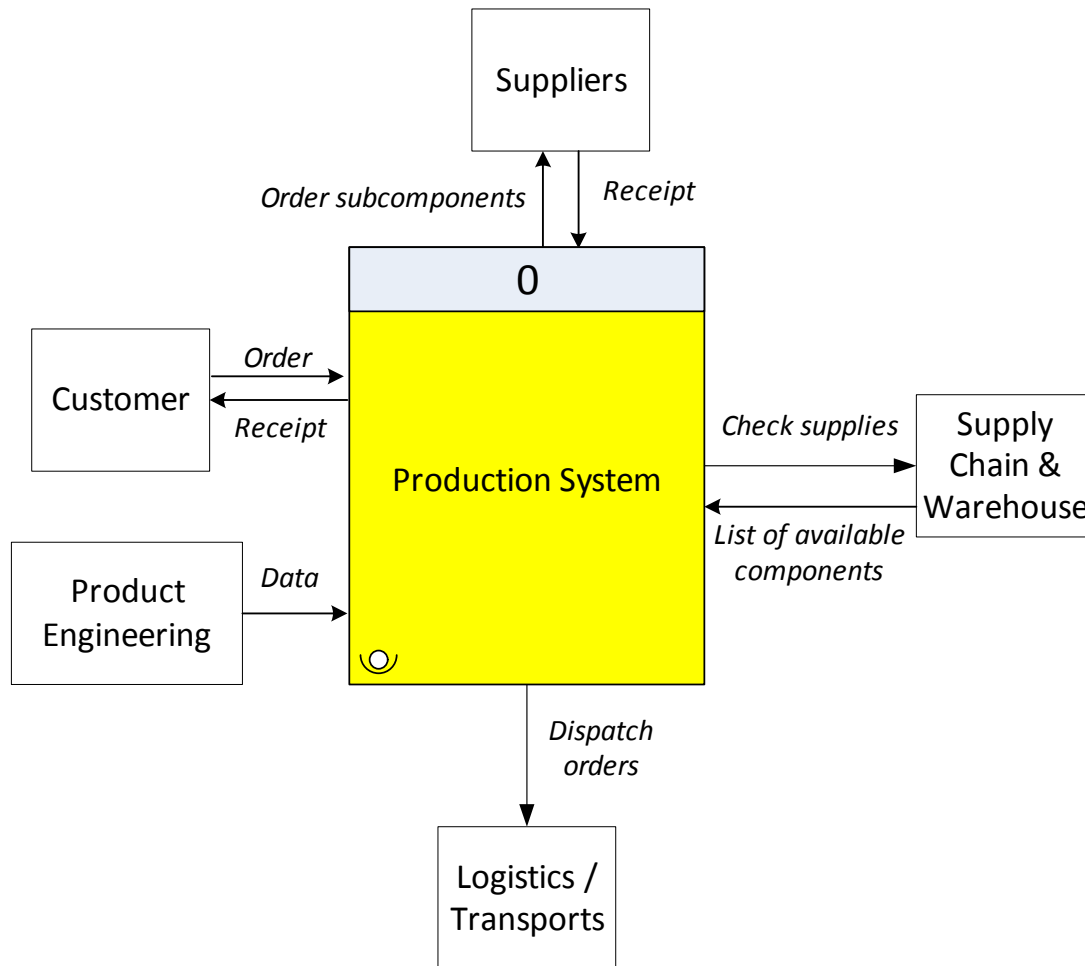 Suppliers
Order subcomponents
Receipt
0
Customer
Order
Receipt
Production System
Check supplies
Supply
Chain &
Warehouse
List of available
components
Product
Engineering
Data
Dispatch
orders
Logistics /
Transports